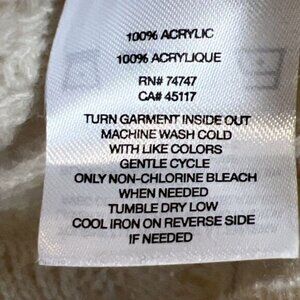 100% ACRYLIC
100% ACRYLIQUE
RN# 74747
CA# 45117
TURN GARMENT INSIDE OUT
MACHINE WASH COLD
WITH LIKE COLORS
GENTLE CYCLE
ONLY NON-CHLORINE BLEACH
WHEN NEEDED
TUMBLE DRY LOW
COOL IRON ON REVERSE SIDE
IF NEEDED